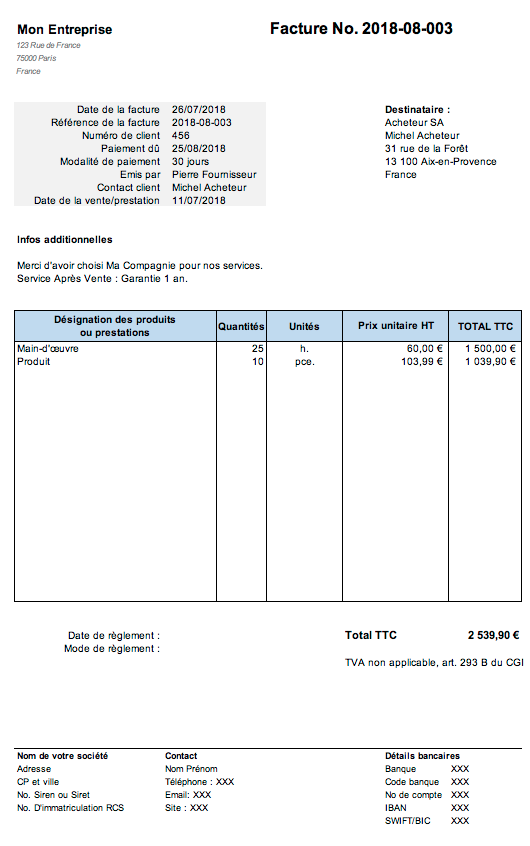 Mon Entreprise
Facture No. 2018-08-003
123 Rue de France
75000 Paris
France
Date de la facture 26/07/2018
Référence de la facture 2018-08-003
Numéro de client 456
Paiement dû 25/08/2018
Modalité de paiement 30 jours
Emis par Pierre Fournisseur
Contact client Michel Acheteur
Date de la vente/prestation 11/07/2018
Destinataire :
Acheteur SA
Michel Acheteur
31 rue de la Forêt
13 100 Aix-en-Provence
France
Infos additionnelles
Merci d'avoir choisi Ma Compagnie pour nos services.
Service Après Vente : Garantie 1 an.
Désignation des produits
ou prestations
Quantités
Unités
Prix unitaire HT
TOTAL TTC
Main-d'œuvre 25 h. 60,00 € 1 500,00 €
Produit 10 pce. 103,99 € 1 039,90 €
Date de règlement :
Mode de règlement :
Total TTC 2 539,90 €
TVA non applicable, art. 293 B du CGI
Nom de votre société
Adresse
CP et ville
No. Siren ou Siret
No. D'immatriculation RCS
Contact
Nom Prénom
Téléphone : XXX
Email: XXX
Site : XXX
Détails bancaires
Banque XXX
Code banque XXX
No de compte XXX
IBAN XXX
SWIFT/BIC XXX